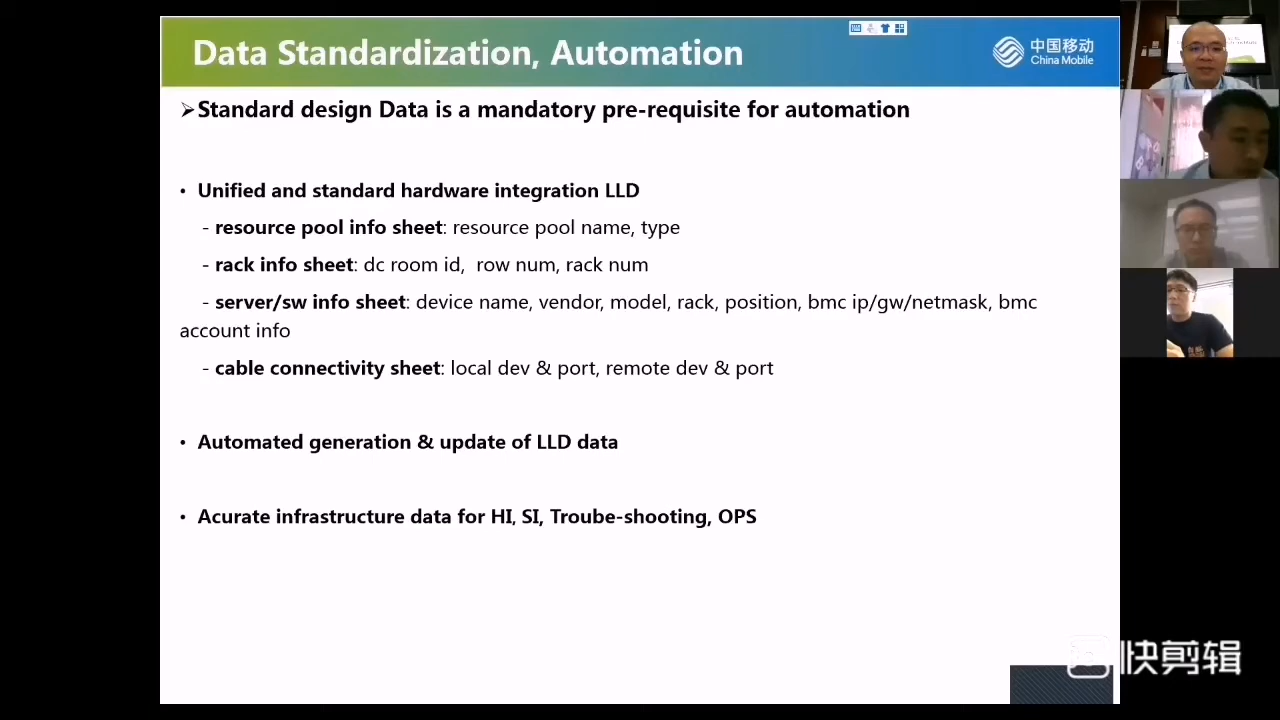 Data Standardization, Automation
中国移动
China Mobile
➢Standard design Data is a mandatory pre-requisite for automation
• Unified and standard hardware integration LLD
- resource pool info sheet: resource pool name, type
- rack info sheet: dc room id, row num, rack num
- server/sw info sheet: device name, vendor, model, rack, position, bmc ip/gw/netmask, bmc
account info
- cable connectivity sheet: local dev & port, remote dev & port
• Automated generation & update of LLD data
• Acurate infrastructure data for HI, SI, Troube-shooting, OPS
快剪辑